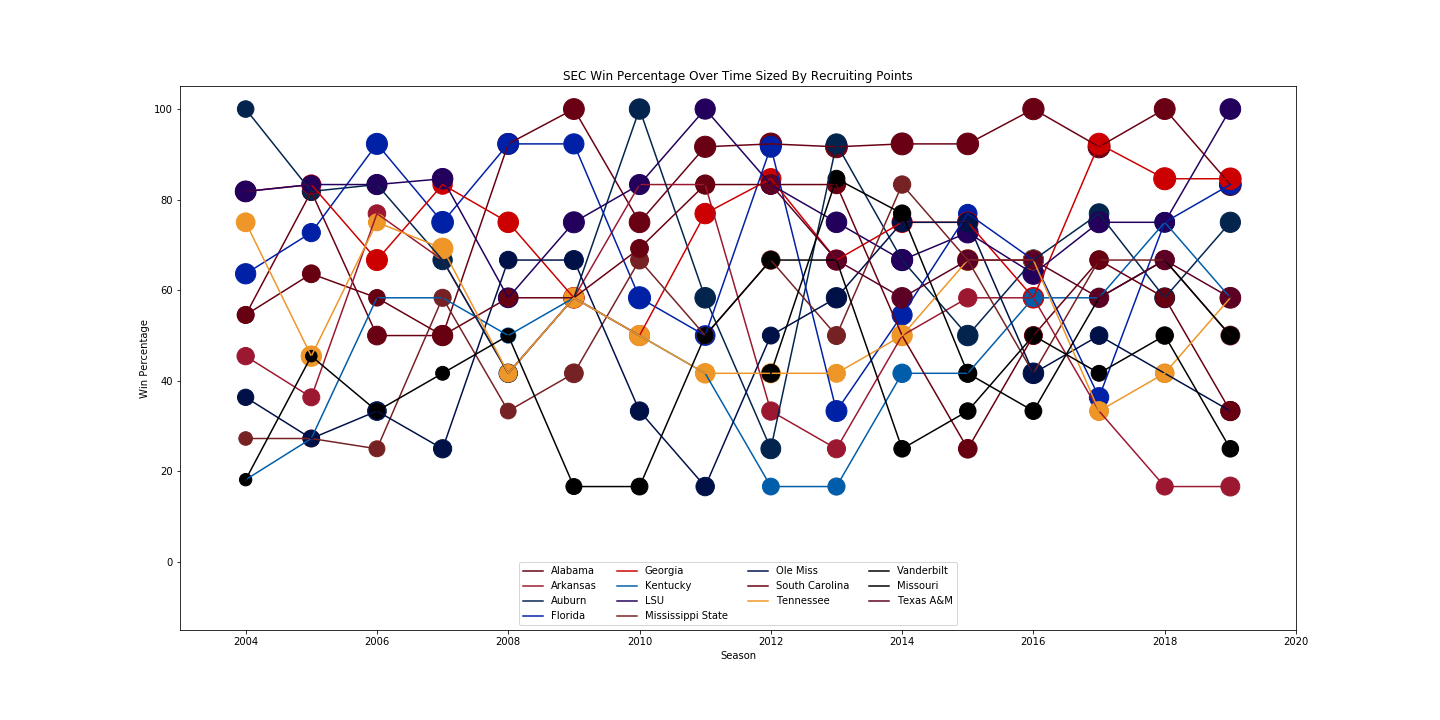 SEC Win Percentage Over Time Sized By Recruiting Points
100
80
60
40
20
0
Win Percentage
Alabama
Arkansas
Auburn
Florida
Georgia
Kentucky
LSU
Mississippi State
Ole Miss
South Carolina
Tennessee
Vanderbilt
Missouri
Texas A&M
2004 2006 2008 2010 2012 2014 2016 2018 2020
Season